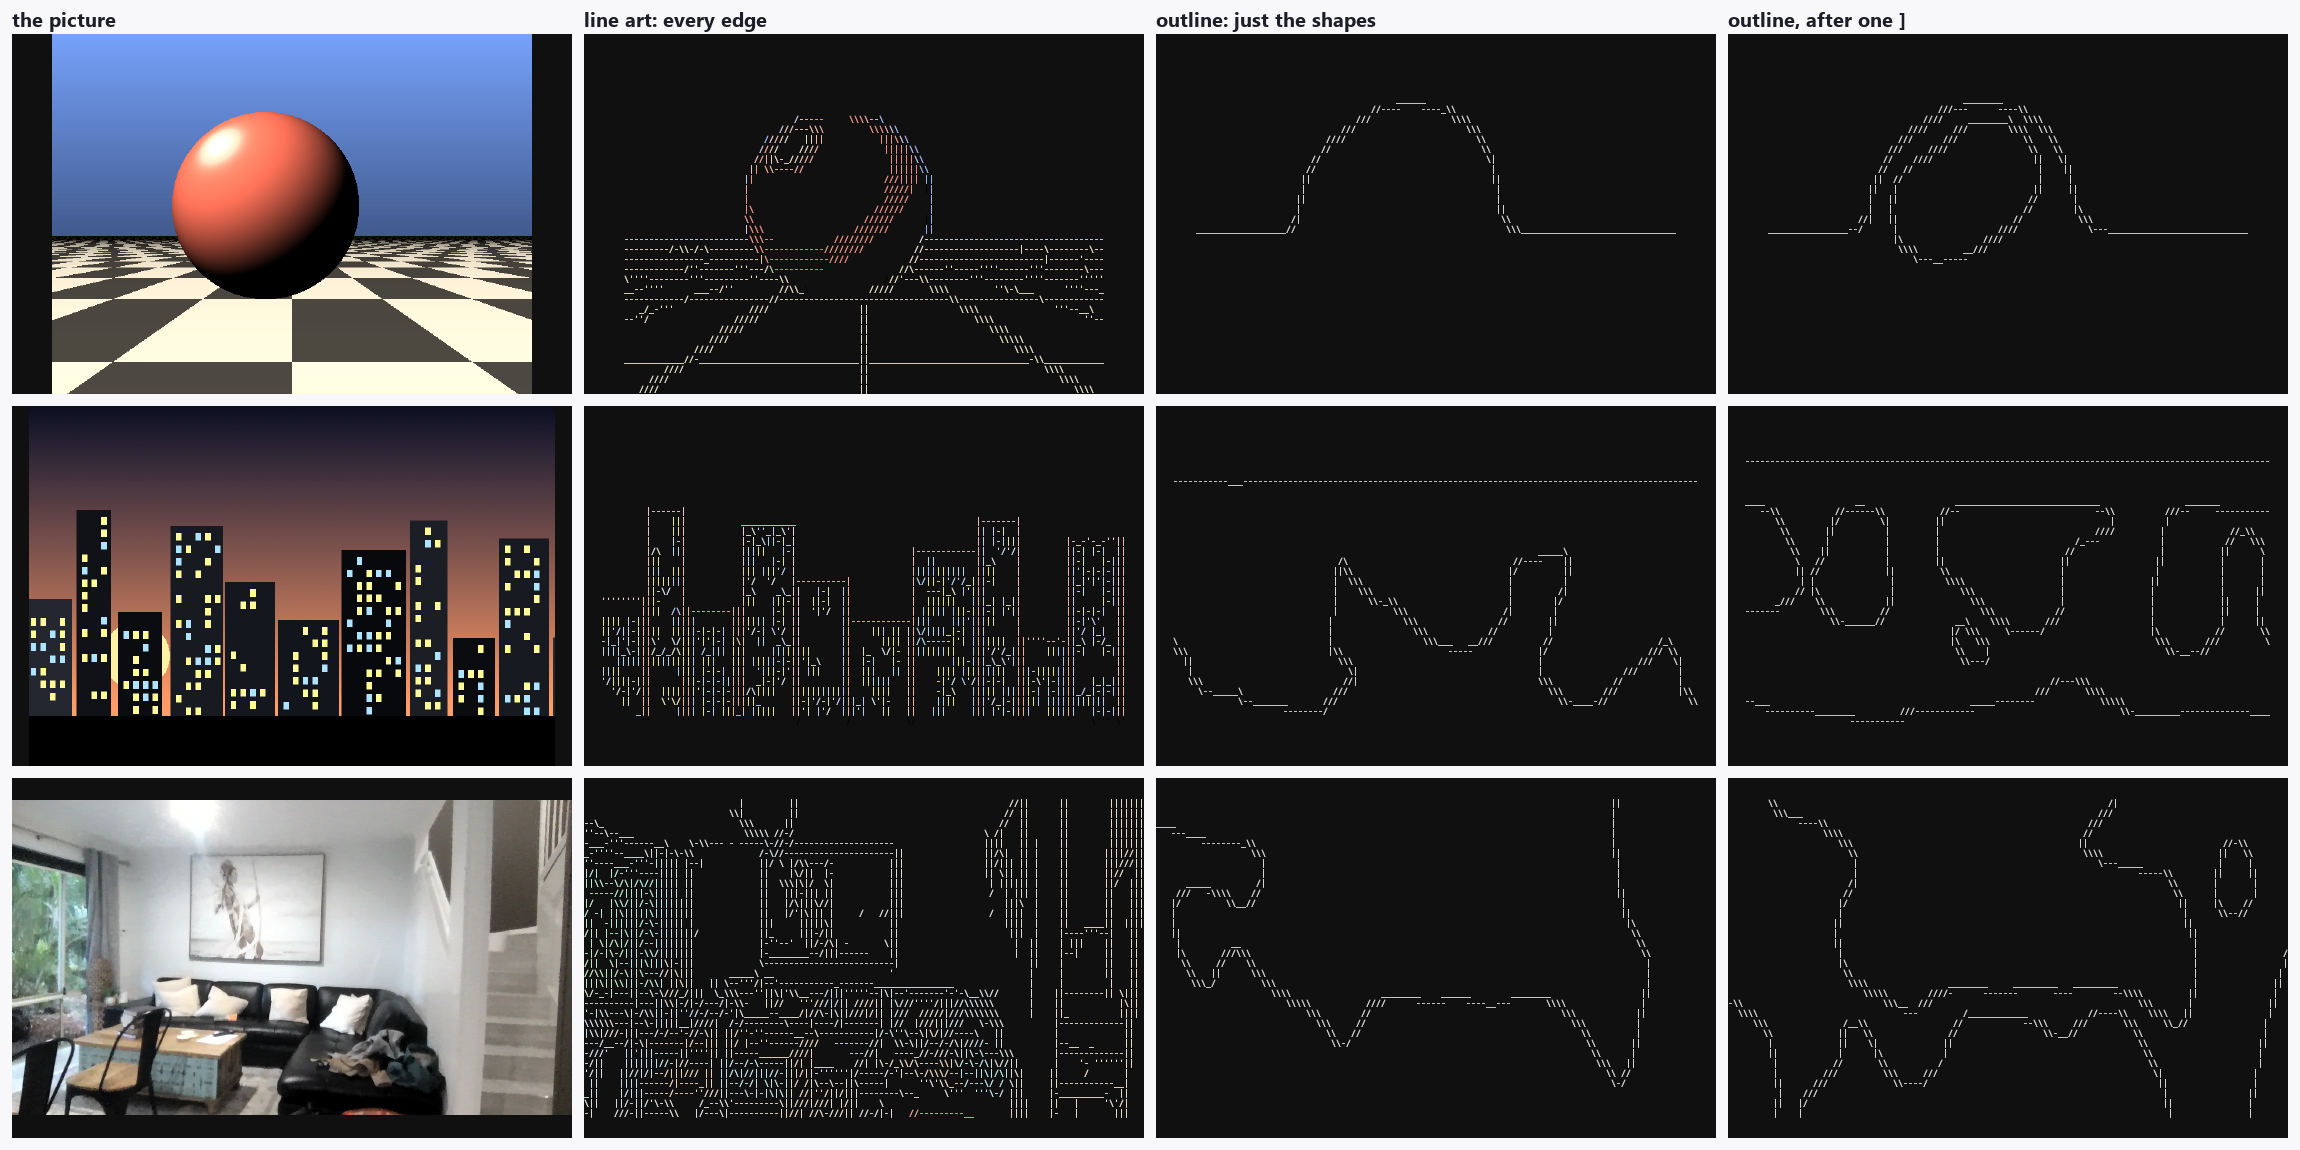 the picture
line art: every edge
outline: just the shapes
outline, after one ]